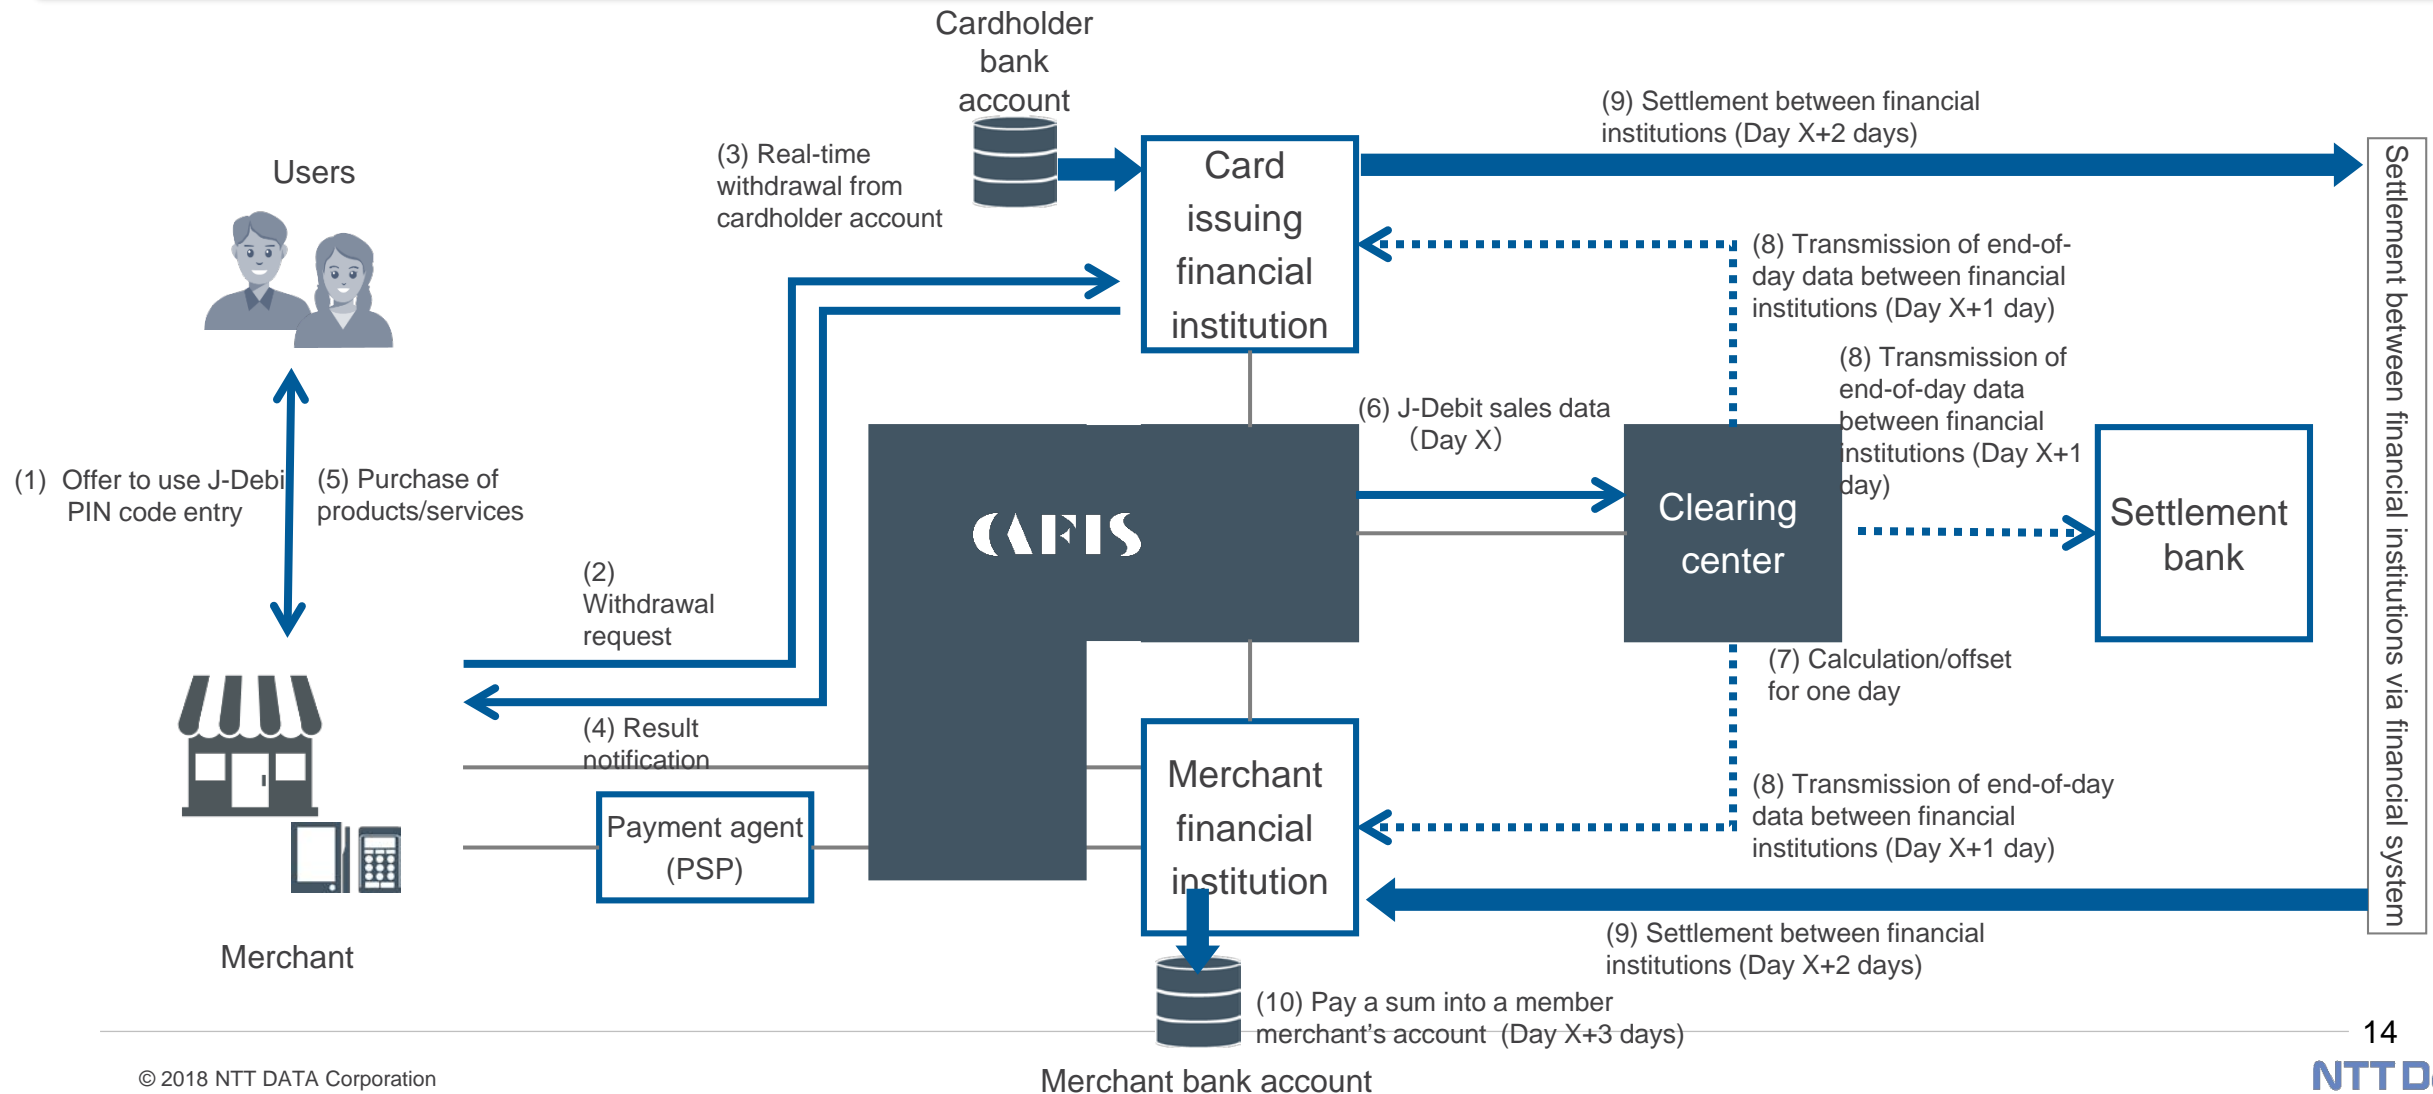 Cardholder
bank
account
(9) Settlement between financial
institutions (Day X+2 days)
(3) Real-time
withdrawal from
cardholder account
Users
Card
issuing
financial
institution
Settlement between financial institutions via financial system
(8) Transmission of end-of-
day data between financial
institutions (Day X+1 day)
(8) Transmission of
end-of-day data
between financial
institutions (Day X+1
day)
(6) J-Debit sales data
（Day X）
(1) Offer to use J-Debi
PIN code entry
(5) Purchase of
products/services
CAFIS
Clearing
center
Settlement
bank
(2)
Withdrawal
request
(7) Calculation/offset
for one day
(4) Result
notification
Merchant
financial
institution
(8) Transmission of end-of-day
data between financial
institutions (Day X+1 day)
Payment agent
(PSP)
Merchant
(9) Settlement between financial
institutions (Day X+2 days)
(10) Pay a sum into a member
merchant's account (Day X+3 days)
14
© 2018 NTT DATA Corporation
Merchant bank account
NTT D